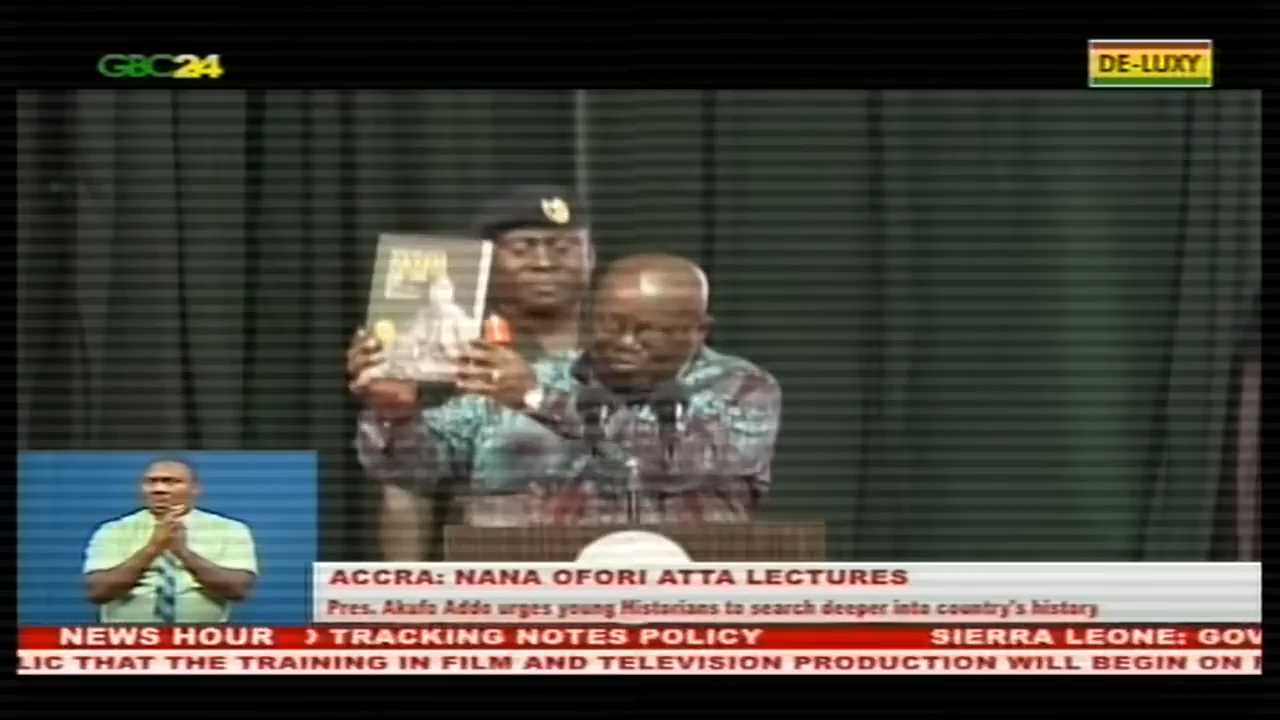 GBC24
DE-LUXY
ACCRA: NANA OFORI ATTA LECTURES
Pres. Akufo Addo urges young Historians to search deeper into country's history
NEWS HOUR
TRACKING NOTES POLICY
SIERRA LEONE: GOV
LIC THAT THE TRAINING IN FILM AND TELEVISION PRODUCTION WILL BEGIN ON